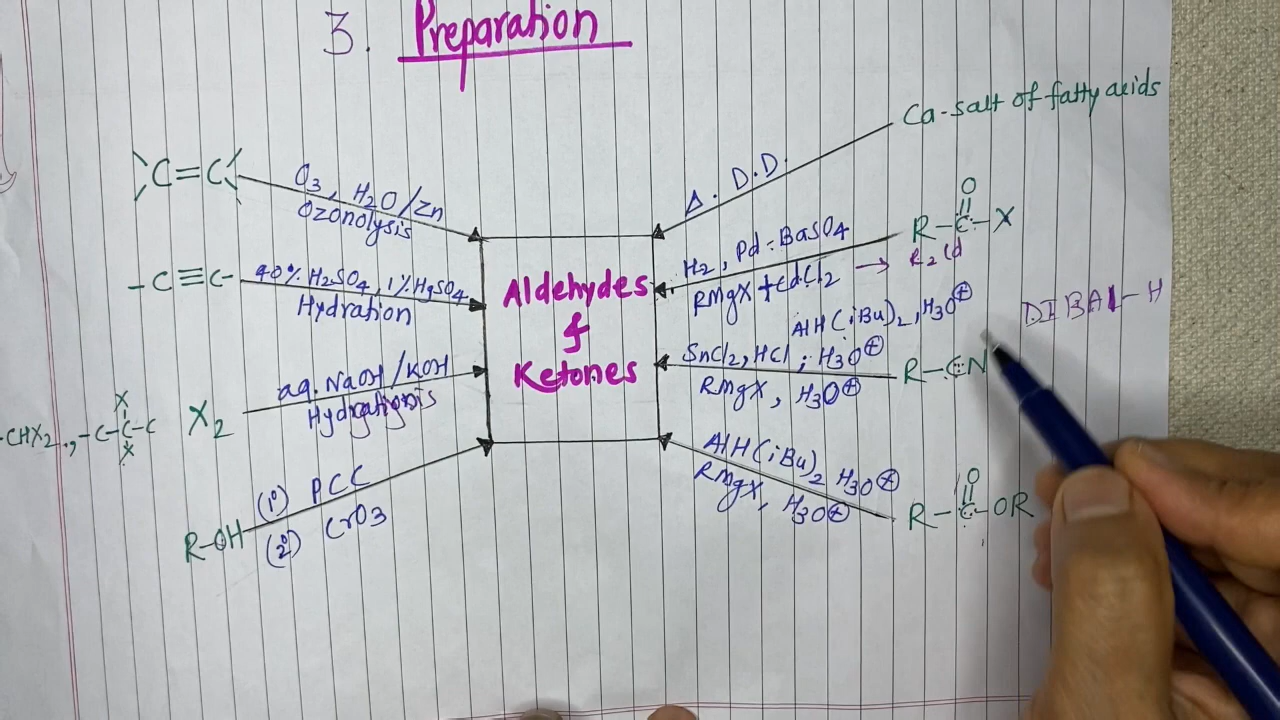 3. Preparation
Ca-salt of fatty acids
Δ. D.D.
C=C
O3, H2O/Zn
Ozonolysis
O
R-C-X
H2, Pd-BaSO4
RMgX + CdCl2 → R2Cd
-C≡C-
40% H2SO4, 1% HgSO4
Hydration
Aldehydes
&
Ketones
AlH(iBu)2, H3O⊕
DIBAL-H
SnCl2, HCl, H3O⊕
R-C≡N
RMgX, H3O⊕
aq. NaOH/KOH
X
-CHX2, -C-C-C
X
X2
AlH(iBu)2 H3O⊕
RMgX, H3O⊕
O
R-C-OR
R-OH
(1°) PCC
(2°) CrO3